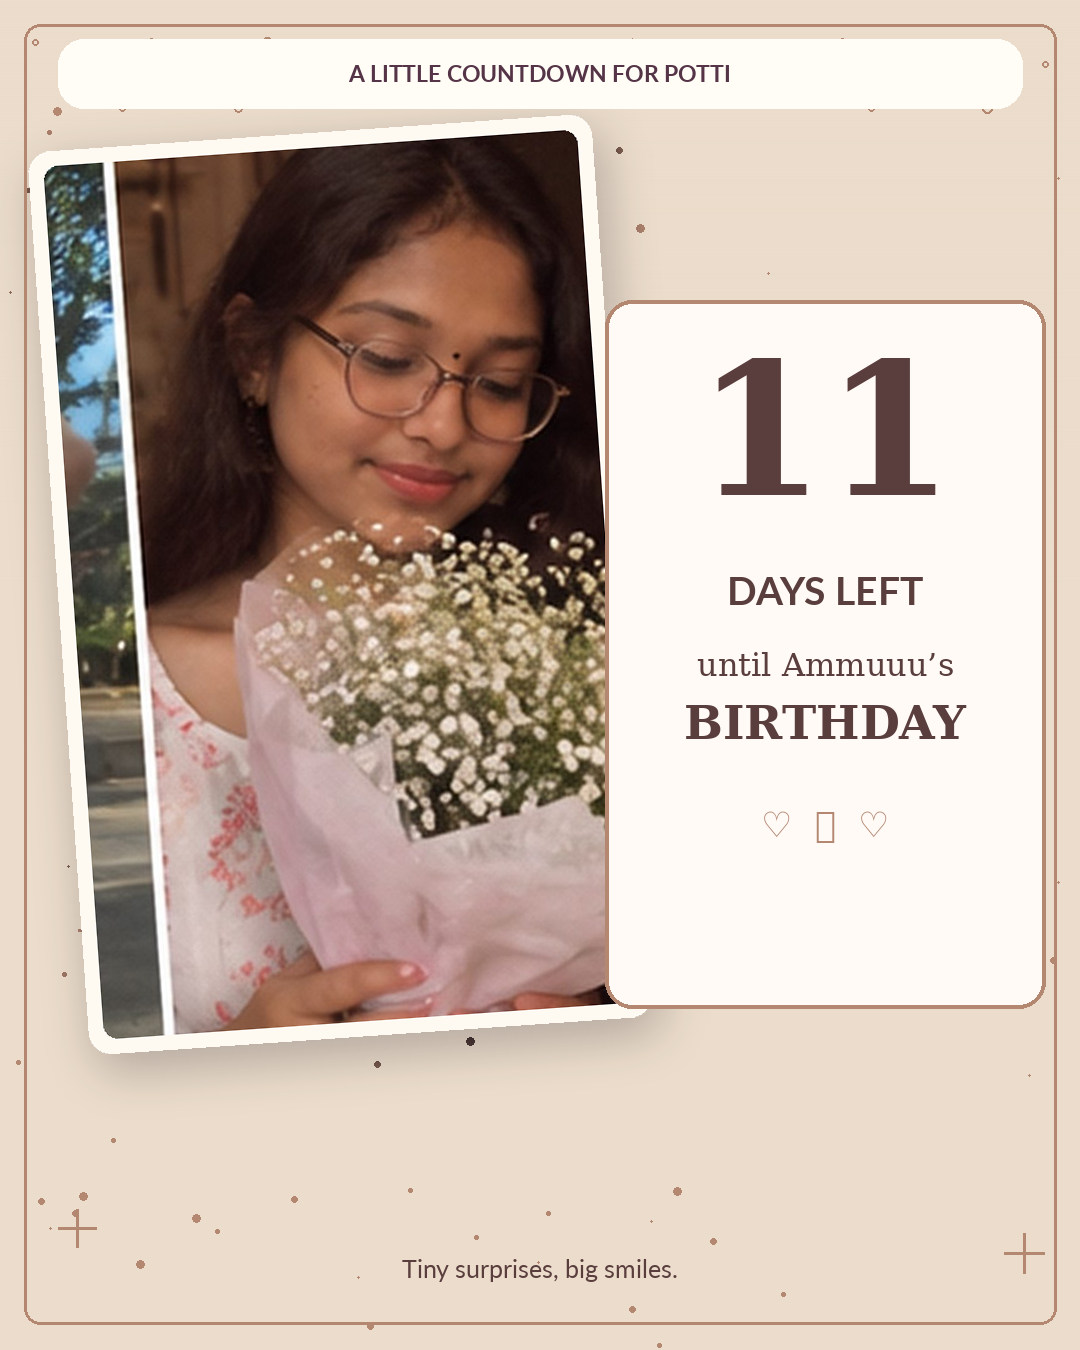 A LITTLE COUNTDOWN FOR POTTI
11
DAYS LEFT
until Ammuuu’s
BIRTHDAY
♡ ▯ ♡
Tiny surprises, big smiles.